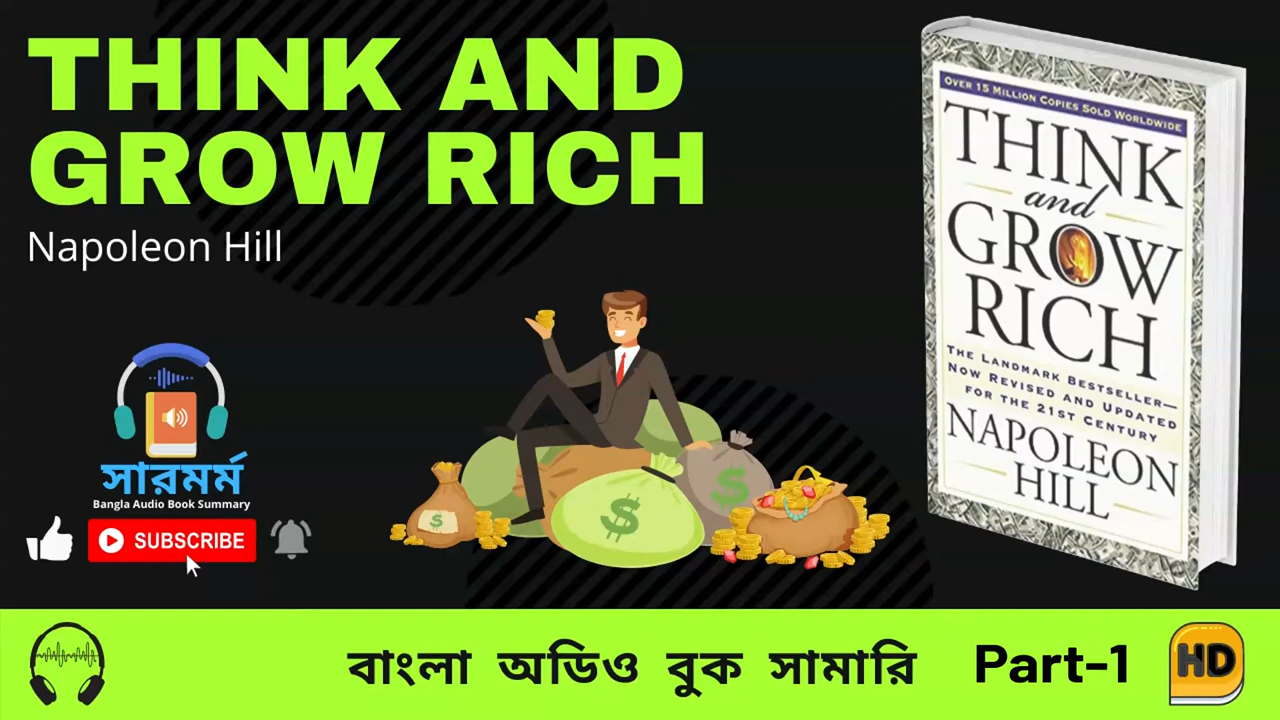 THINK AND
GROW RICH
Napoleon Hill
সারমর্ম
Bangla Audio Book Summary
SUBSCRIBE
OVER 15 MILLION COPIES SOLD WORLDWIDE
THINK
and
GROW
RICH
THE LANDMARK BESTSELLER—
NOW REVISED AND UPDATED
FOR THE 21ST CENTURY
NAPOLEON
HILL
$
$
$
বাংলা অডিও বুক সামারি Part-1
HD